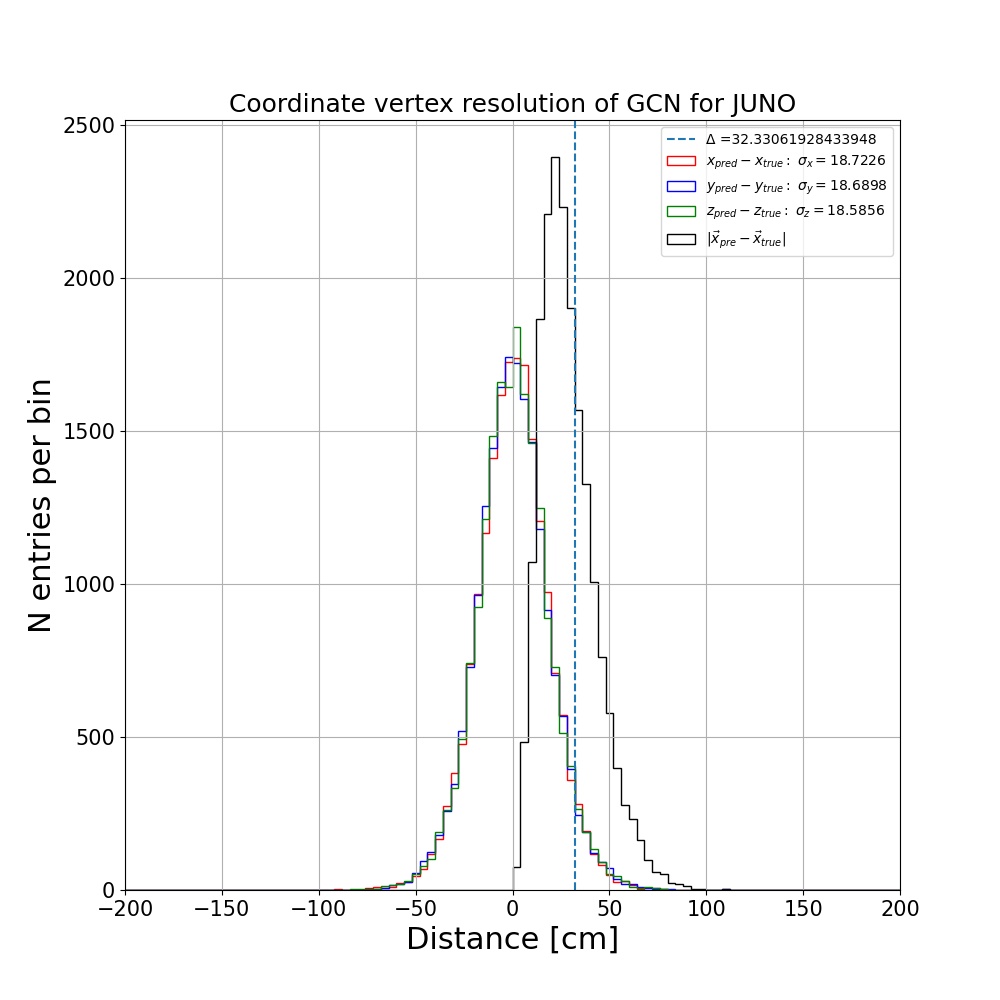 Coordinate vertex resolution of GCN for JUNO
Δ =32.33061928433948
x_pred − x_true : σ_x = 18.7226
y_pred − y_true : σ_y = 18.6898
z_pred − z_true : σ_z = 18.5856
|x⃗_pre − x⃗_true|
N entries per bin
2500
2000
1500
1000
500
0
−200 −150 −100 −50 0 50 100 150 200
Distance [cm]